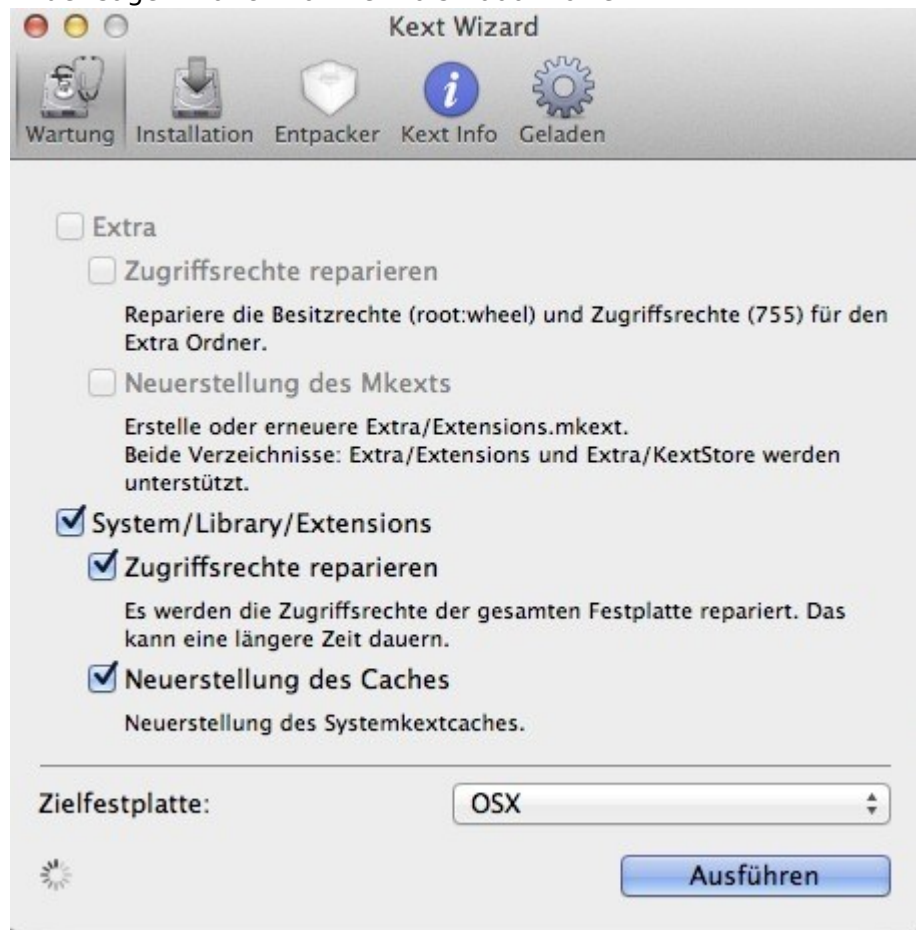 Kext Wizard
Wartung Installation Entpacker Kext Info Geladen
Extra
Zugriffsrechte reparieren
Repariere die Besitzrechte (root:wheel) und Zugriffsrechte (755) für den
Extra Ordner.
Neuerstellung des Mkexts
Erstelle oder erneuere Extra/Extensions.mkext.
Beide Verzeichnisse: Extra/Extensions und Extra/KextStore werden
unterstützt.
System/Library/Extensions
Zugriffsrechte reparieren
Es werden die Zugriffsrechte der gesamten Festplatte repariert. Das
kann eine längere Zeit dauern.
Neuerstellung des Caches
Neuerstellung des Systemkextcaches.
Zielfestplatte: OSX
Ausführen